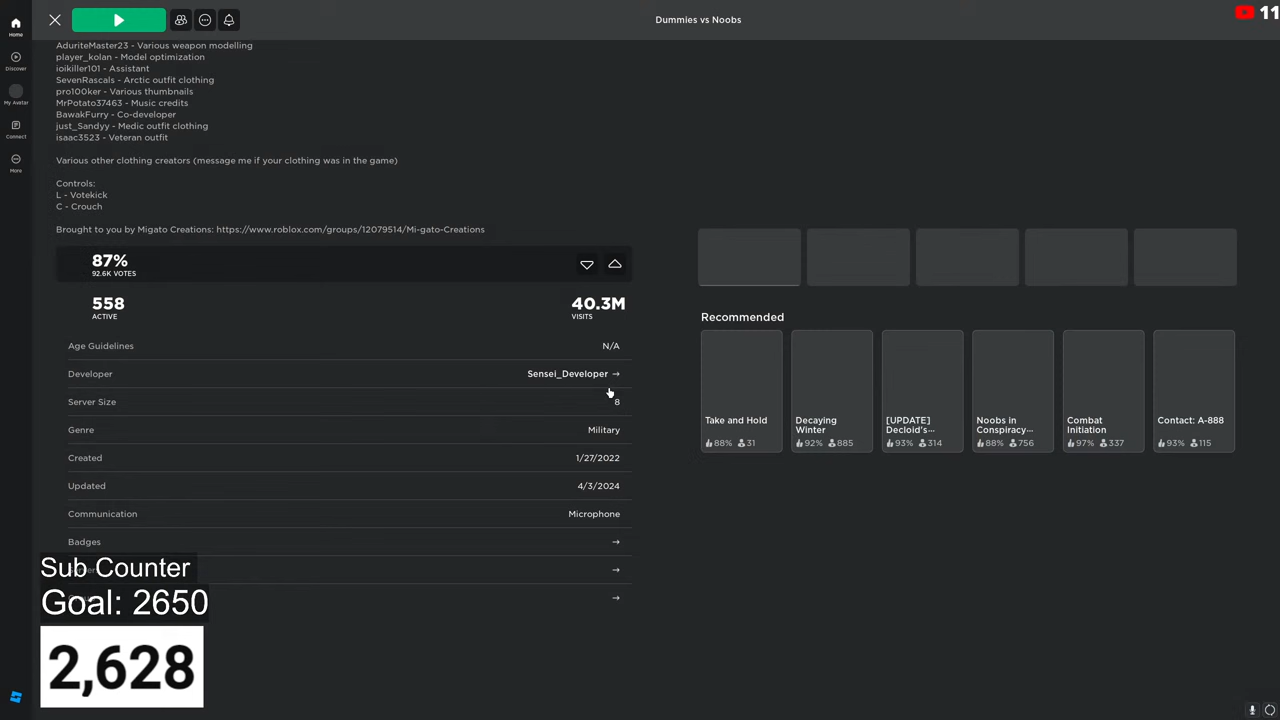 Dummies vs Noobs
11
Home
Discover
My Avatar
Connect
More
AduriteMaster23 - Various weapon modelling
player_kolan - Model optimization
ioikiller101 - Assistant
SevenRascals - Arctic outfit clothing
pro100ker - Various thumbnails
MrPotato37463 - Music credits
BawakFurry - Co-developer
just_Sandyy - Medic outfit clothing
isaac3523 - Veteran outfit
Various other clothing creators (message me if your clothing was in the game)
Controls:
L - Votekick
C - Crouch
Brought to you by Migato Creations: https://www.roblox.com/groups/12079514/Mi-gato-Creations
87%
92.6K VOTES
558
ACTIVE
40.3M
VISITS
Age Guidelines N/A
Developer Sensei_Developer →
Server Size 8
Genre Military
Created 1/27/2022
Updated 4/3/2024
Communication Microphone
Badges →
→
→
Sub Counter
Goal: 2650
2,628
Recommended
Take and Hold
88% 31
Decaying
Winter
92% 885
[UPDATE]
Decloid's...
93% 314
Noobs in
Conspiracy...
88% 756
Combat
Initiation
97% 337
Contact: A-888
93% 115